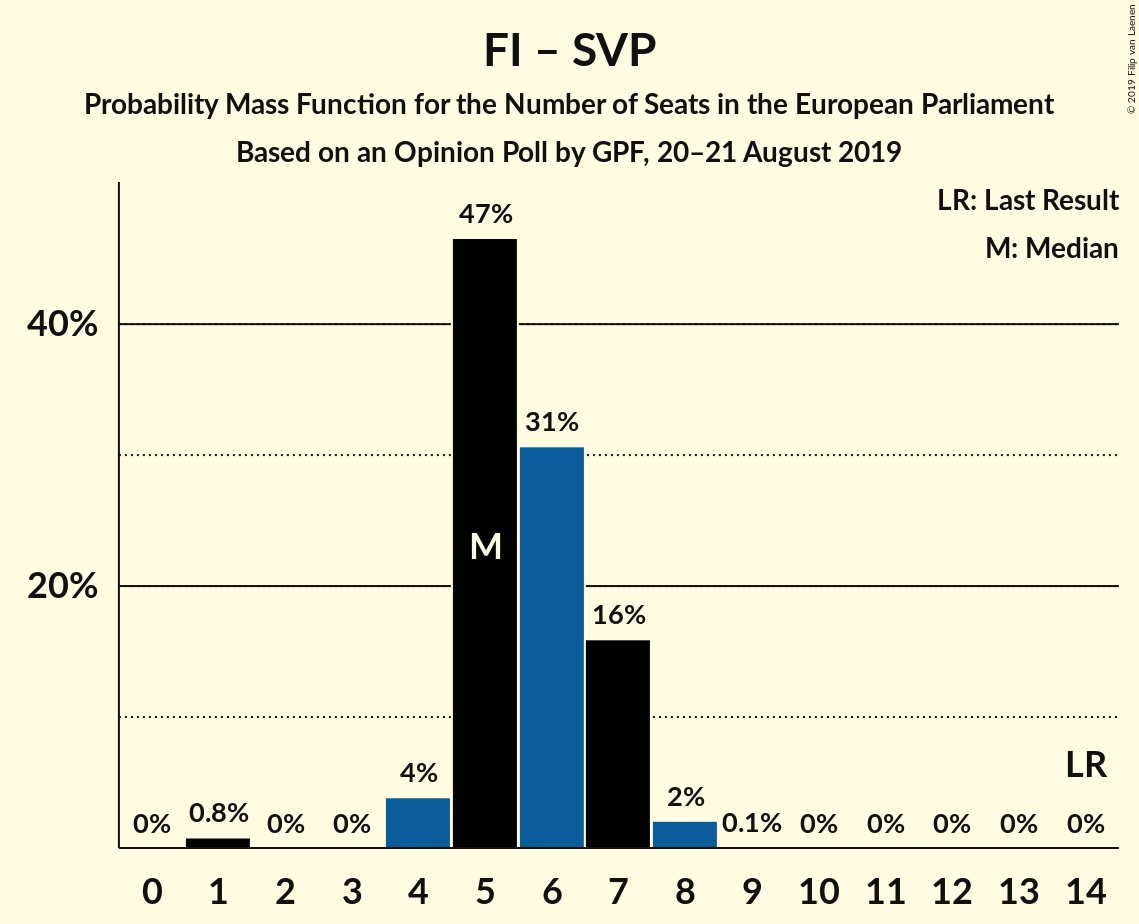 FI – SVP
Probability Mass Function for the Number of Seats in the European Parliament
Based on an Opinion Poll by GPF, 20–21 August 2019
© 2019 Filip van Laenen
LR: Last Result
M: Median
40%
20%
0%
0.8%
0%
0%
4%
47%
31%
16%
2%
0.1%
0%
0%
0%
0%
0%
M
LR
0 1 2 3 4 5 6 7 8 9 10 11 12 13 14